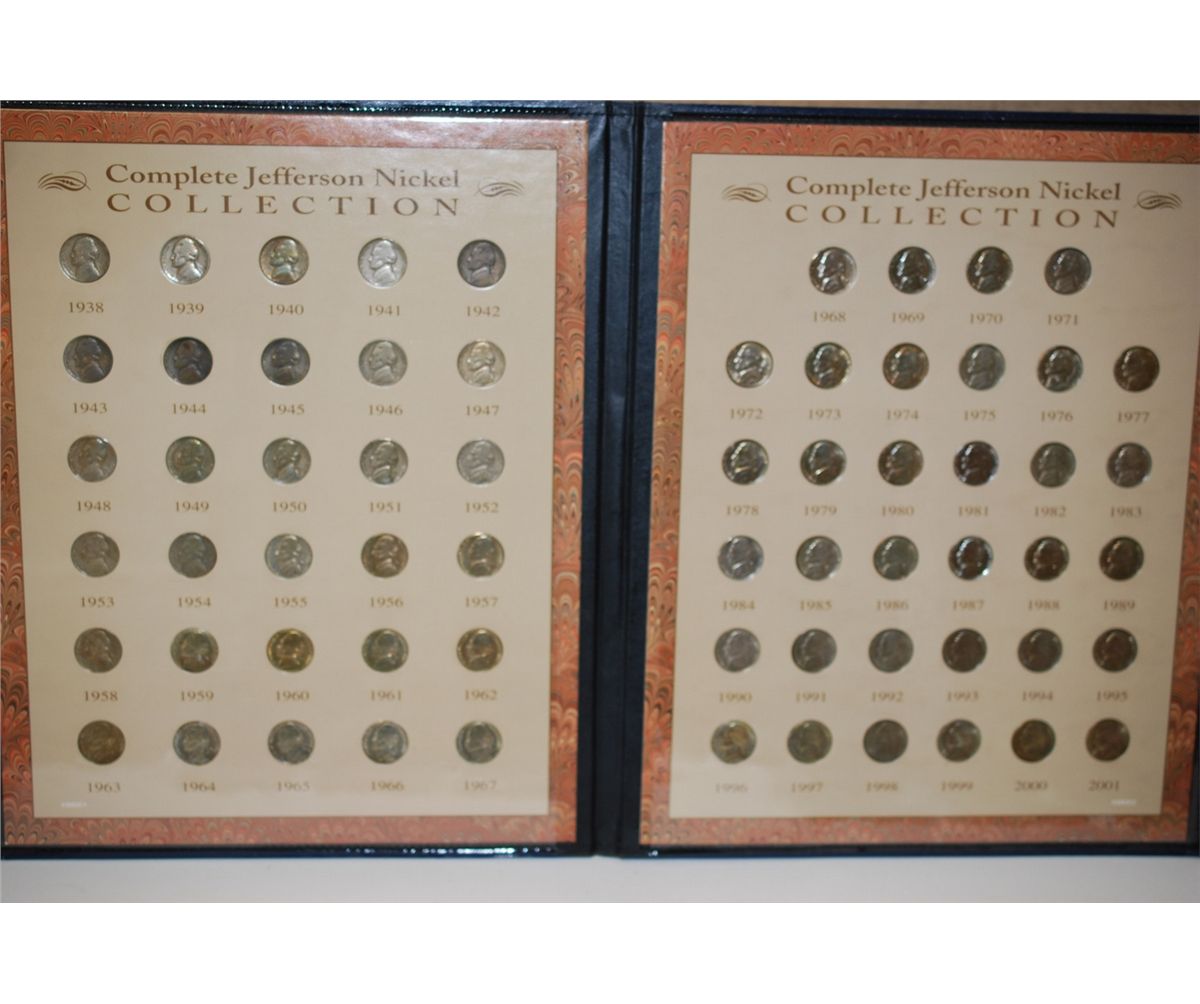 Complete Jefferson Nickel
COLLECTION
1938 1939 1940 1941 1942
1943 1944 1945 1946 1947
1948 1949 1950 1951 1952
1953 1954 1955 1956 1957
1958 1959 1960 1961 1962
1963 1964 1965 1966 1967
Complete Jefferson Nickel
COLLECTION
1968 1969 1970 1971
1972 1973 1974 1975 1976 1977
1978 1979 1980 1981 1982 1983
1984 1985 1986 1987 1988 1989
1990 1991 1992 1993 1994 1995
1996 1997 1998 1999 2000 2001